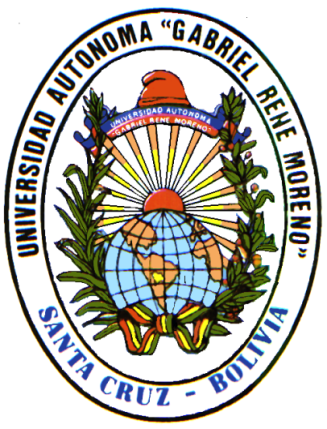 UNIVERSIDAD AUTONOMA "GABRIEL RENE MORENO"
UNIVERSIDAD AUTONOMA
"GABRIEL RENE MORENO"
SANTA CRUZ - BOLIVIA